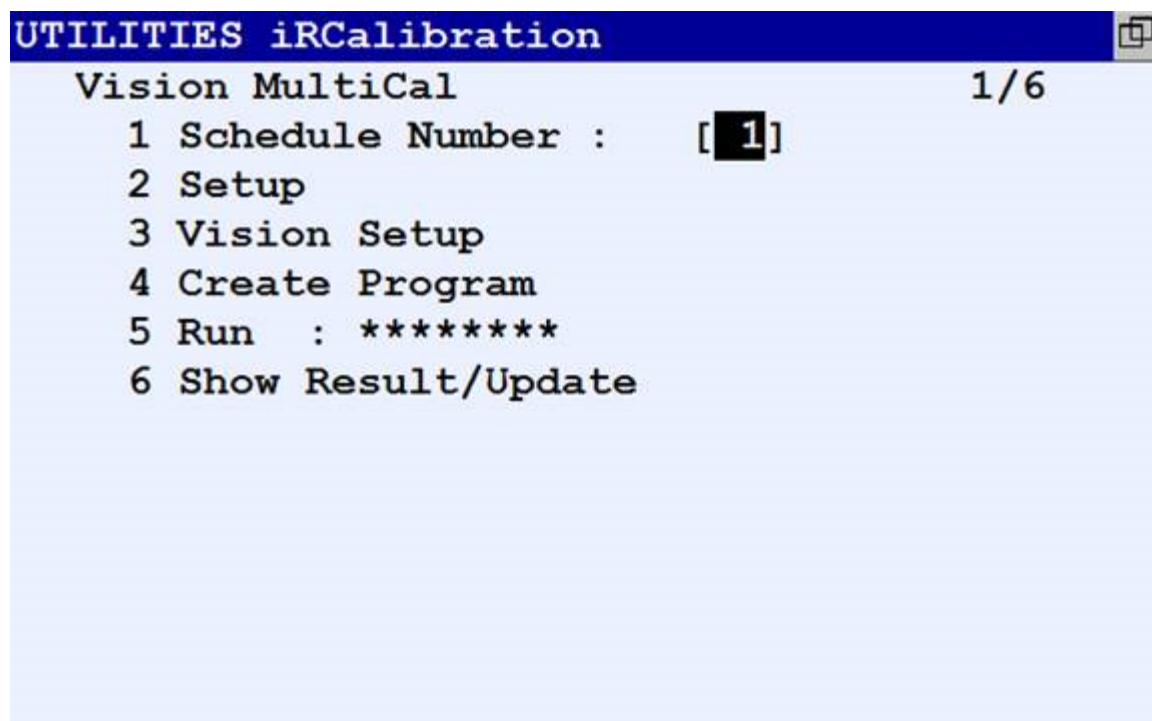 UTILITIES iRCalibration
Vision MultiCal 1/6
1 Schedule Number : [ 1]
2 Setup
3 Vision Setup
4 Create Program
5 Run : ********
6 Show Result/Update